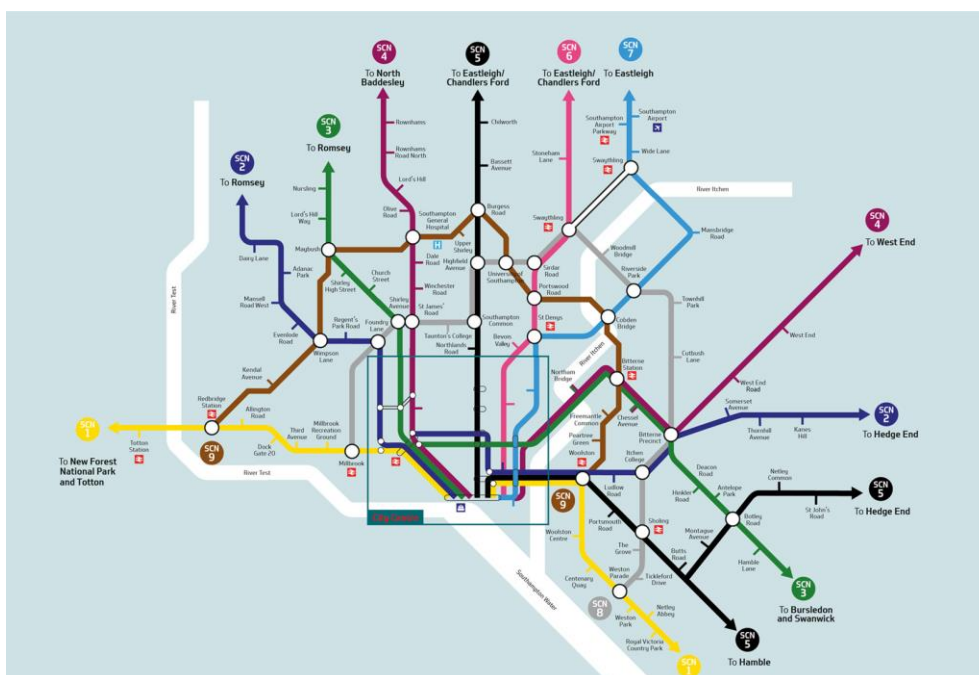 SCN
4
To North
Baddesley
SCN
5
To Eastleigh/
Chandlers Ford
SCN
6
To Eastleigh/
Chandlers Ford
SCN
7
To Eastleigh
SCN
3
To Romsey
SCN
2
To Romsey
Rownhams
Rownhams
Road North
Lord's Hill
Olive
Road
Chilworth
Bassett
Avenue
Stoneham
Lane
Southampton
Airport
Parkway
Southampton
Airport
Wide Lane
Swaythling
River Itchen
Nursling
Lord's Hill
Way
Maybush
Southampton
General
Hospital
H
Burgess
Road
Upper
Shirley
Swaythling
Mansbridge
Road
SCN
4
To West End
Dairy Lane
Adanac
Park
Church
Street
Shirley
High Street
Dale
Road
Highfield
Avenue
University of
Southampton
Sirdar
Road
Woodmill
Bridge
Riverside
Park
River Test
Maxsell
Road West
Evenlode
Road
Regent's
Park Road
Foundry
Lane
Shirley
Avenue
Winchester
Road
St James'
Road
Taunton's College
Southampton
Common
Northlands
Road
Portswood
Road
St Denys
Bevois
Valley
Cobden
Bridge
Townhill
Park
Cutbush
Lane
West End
Wimpson
Lane
River Itchen
Bitterne
Station
Northam
Bridge
West End
Road
Kendal
Avenue
Redbridge
Station
Allington
Road
Third
Avenue
Millbrook
Recreation
Ground
Dock
Gate 20
Millbrook
Freemantle
Common
Chessel
Avenue
Peartree
Green
Woolston
Bitterne
Precinct
Somerset
Avenue
Thornhill
Avenue
Kanes
Hill
SCN
2
To Hedge End
SCN
1
Totton
Station
To New Forest
National Park
and Totton
SCN
9
River Test
City Centre
SCN
9
Itchen
College
Ludlow
Road
Portsmouth
Road
Deacon
Road
Hinkler
Road
Antelope
Park
Netley
Common
St John's
Road
SCN
5
To Hedge End
Woolston
Centre
Sholing
Botley
Road
Montague
Avenue
Butts
Road
The
Grove
Weston
Parade
Tickleford
Drive
Hamble
Lane
Centenary
Quay
SCN
8
Weston
Park
Netley
Abbey
Royal Victoria
Country Park
Southampton Water
SCN
3
To Bursledon
and Swanwick
SCN
5
To Hamble
SCN
1